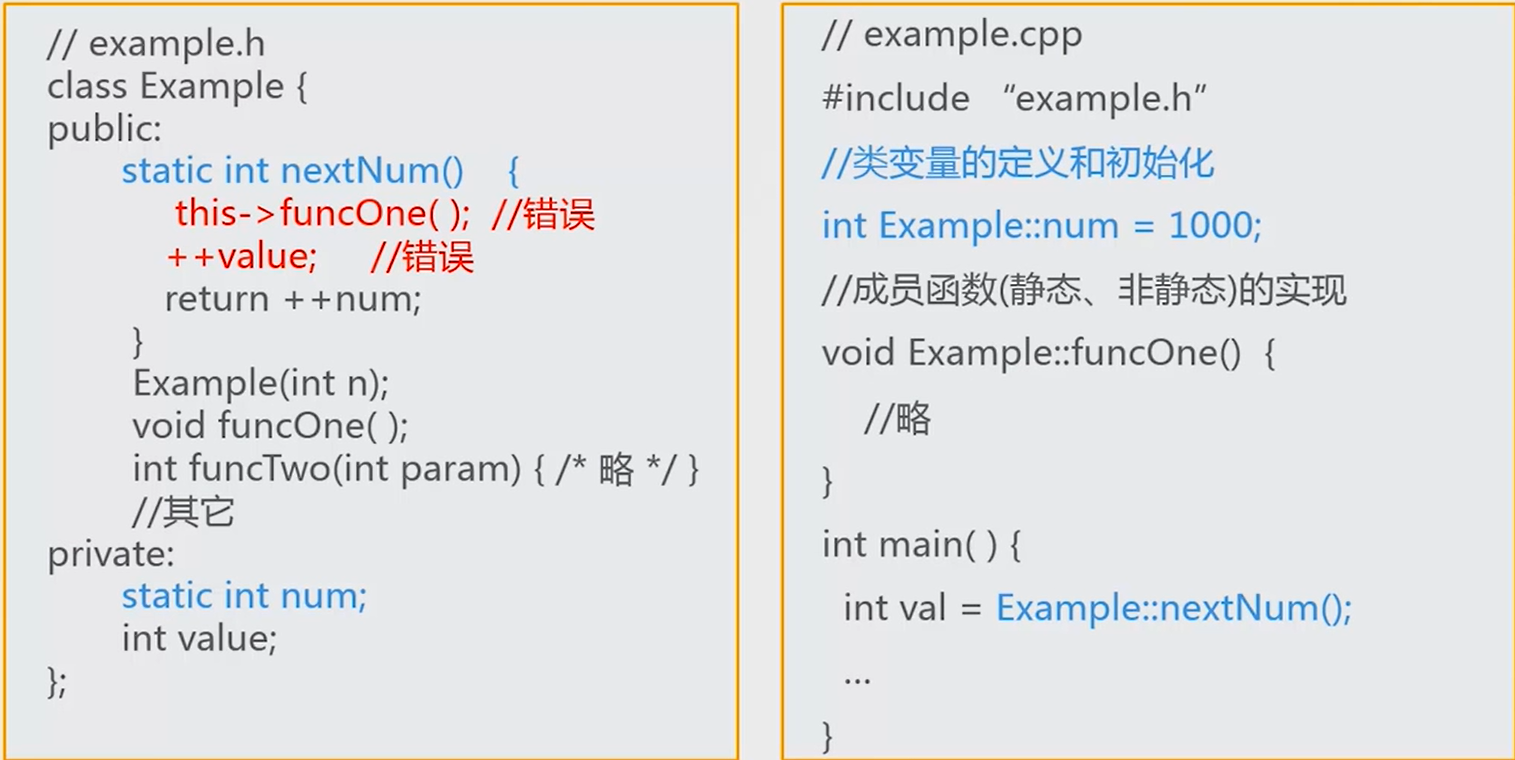 // example.h
class Example {
public:
static int nextNum() {
this->funcOne( ); //错误
++value; //错误
return ++num;
}
Example(int n);
void funcOne( );
int funcTwo(int param) { /* 略 */ }
//其它
private:
static int num;
int value;
};
// example.cpp
#include “example.h”
//类变量的定义和初始化
int Example::num = 1000;
//成员函数(静态、非静态)的实现
void Example::funcOne() {
//略
}
int main( ) {
int val = Example::nextNum();
...
}